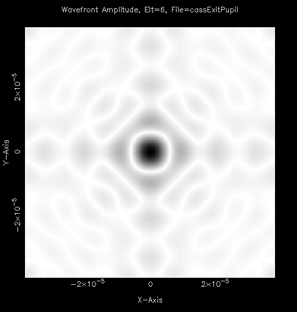 Wavefront Amplitude, Elt=6, File=cassExitPupil
2×10⁻⁵
0
−2×10⁻⁵
Y−Axis
−2×10⁻⁵ 0 2×10⁻⁵
X−Axis